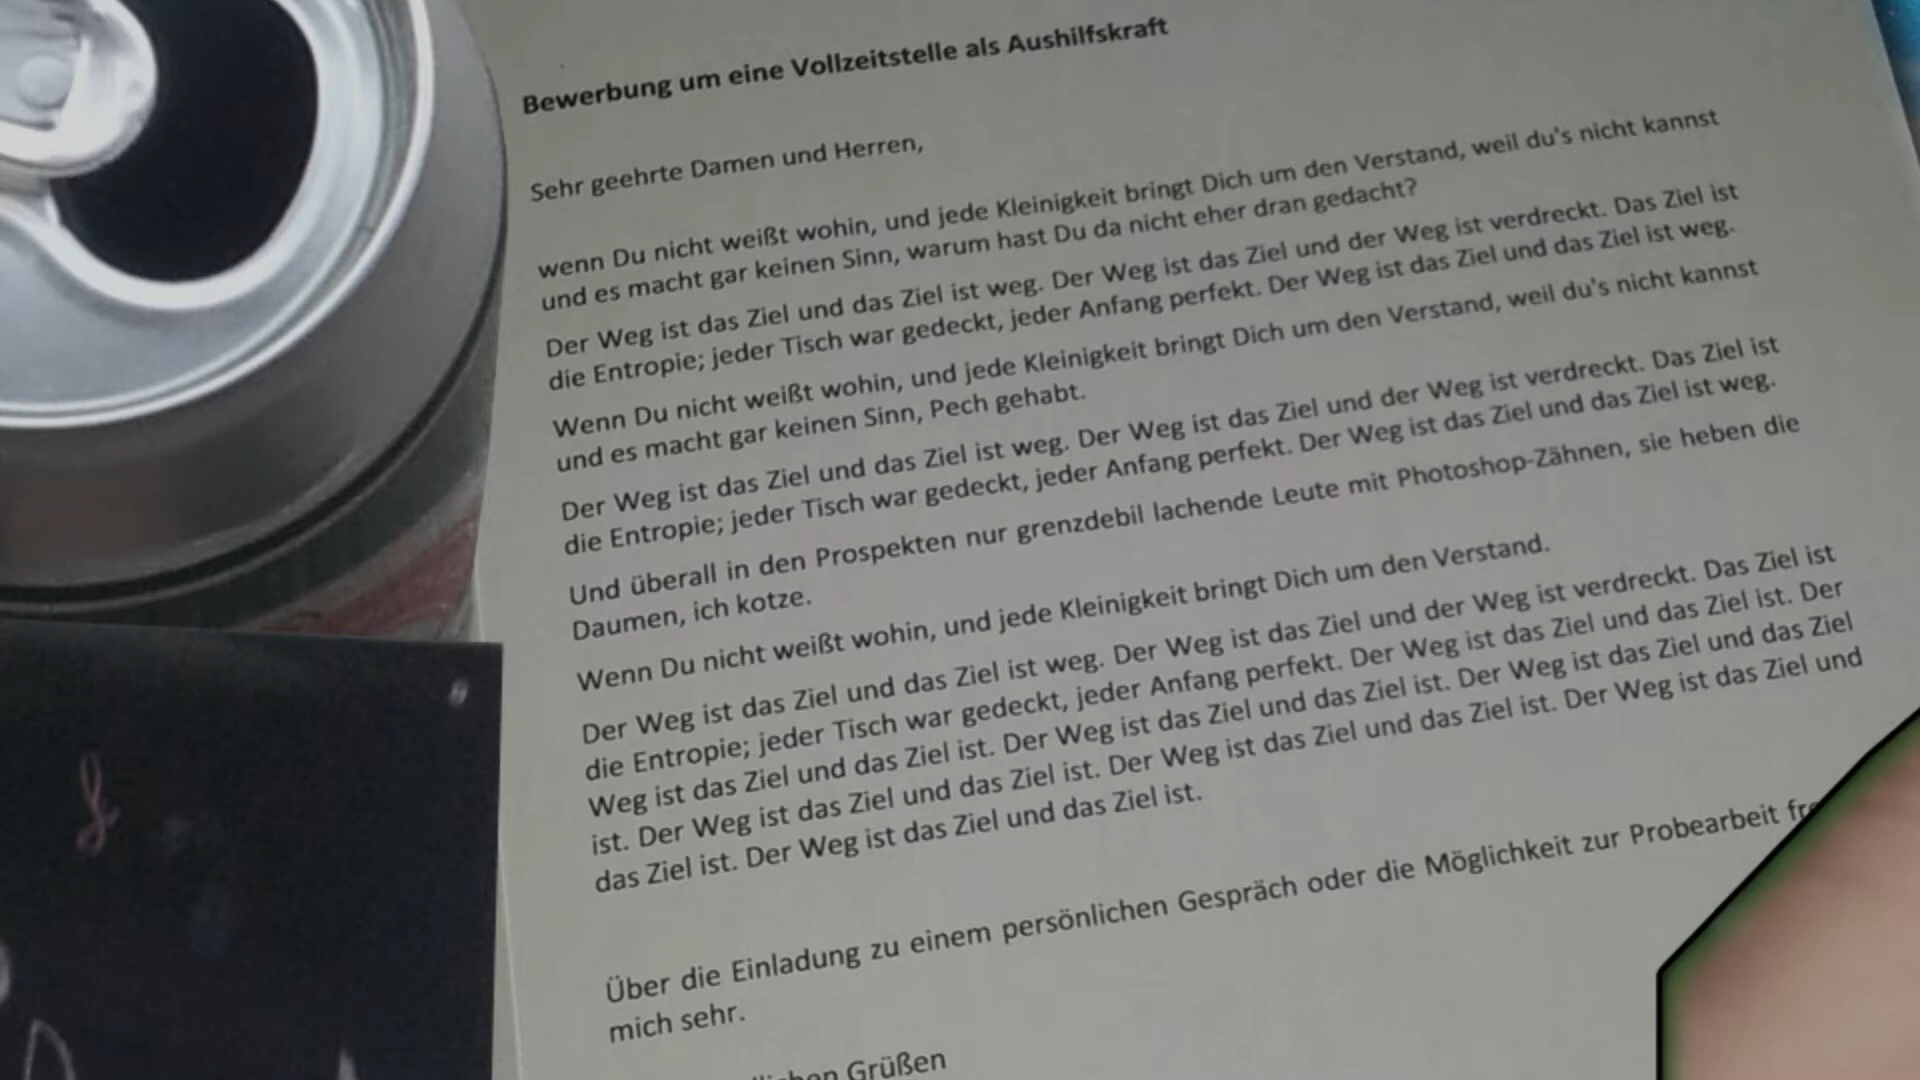 Bewerbung um eine Vollzeitstelle als Aushilfskraft
Sehr geehrte Damen und Herren,
wenn Du nicht weißt wohin, und jede Kleinigkeit bringt Dich um den Verstand, weil du's nicht kannst
und es macht gar keinen Sinn, warum hast Du da nicht eher dran gedacht?
Der Weg ist das Ziel und das Ziel ist weg. Der Weg ist das Ziel und der Weg ist verdreckt. Das Ziel ist
die Entropie; jeder Tisch war gedeckt, jeder Anfang perfekt. Der Weg ist das Ziel und das Ziel ist weg.
Wenn Du nicht weißt wohin, und jede Kleinigkeit bringt Dich um den Verstand, weil du's nicht kannst
und es macht gar keinen Sinn, Pech gehabt.
Der Weg ist das Ziel und das Ziel ist weg. Der Weg ist das Ziel und der Weg ist verdreckt. Das Ziel ist
die Entropie; jeder Tisch war gedeckt, jeder Anfang perfekt. Der Weg ist das Ziel und das Ziel ist weg.
Und überall in den Prospekten nur grenzdebil lachende Leute mit Photoshop-Zähnen, sie heben die
Daumen, ich kotze.
Wenn Du nicht weißt wohin, und jede Kleinigkeit bringt Dich um den Verstand.
Der Weg ist das Ziel und das Ziel ist weg. Der Weg ist das Ziel und der Weg ist verdreckt. Das Ziel ist
die Entropie; jeder Tisch war gedeckt, jeder Anfang perfekt. Der Weg ist das Ziel und das Ziel ist. Der
Weg ist das Ziel und das Ziel ist. Der Weg ist das Ziel und das Ziel ist. Der Weg ist das Ziel und das Ziel
ist. Der Weg ist das Ziel und das Ziel ist. Der Weg ist das Ziel und das Ziel ist. Der Weg ist das Ziel und
das Ziel ist. Der Weg ist das Ziel und das Ziel ist.
Über die Einladung zu einem persönlichen Gespräch oder die Möglichkeit zur Probearbeit
mich sehr.
Grüßen